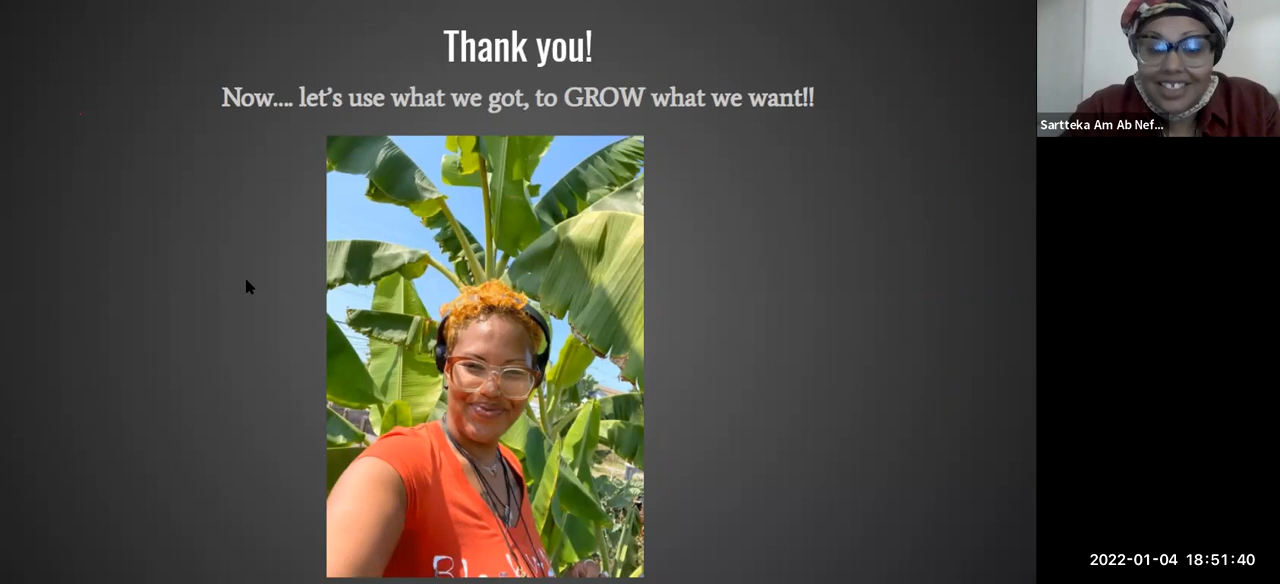 Thank you!
Now.... let's use what we got, to GROW what we want!!
Sartteka Am Ab Nef...
2022-01-04 18:51:40